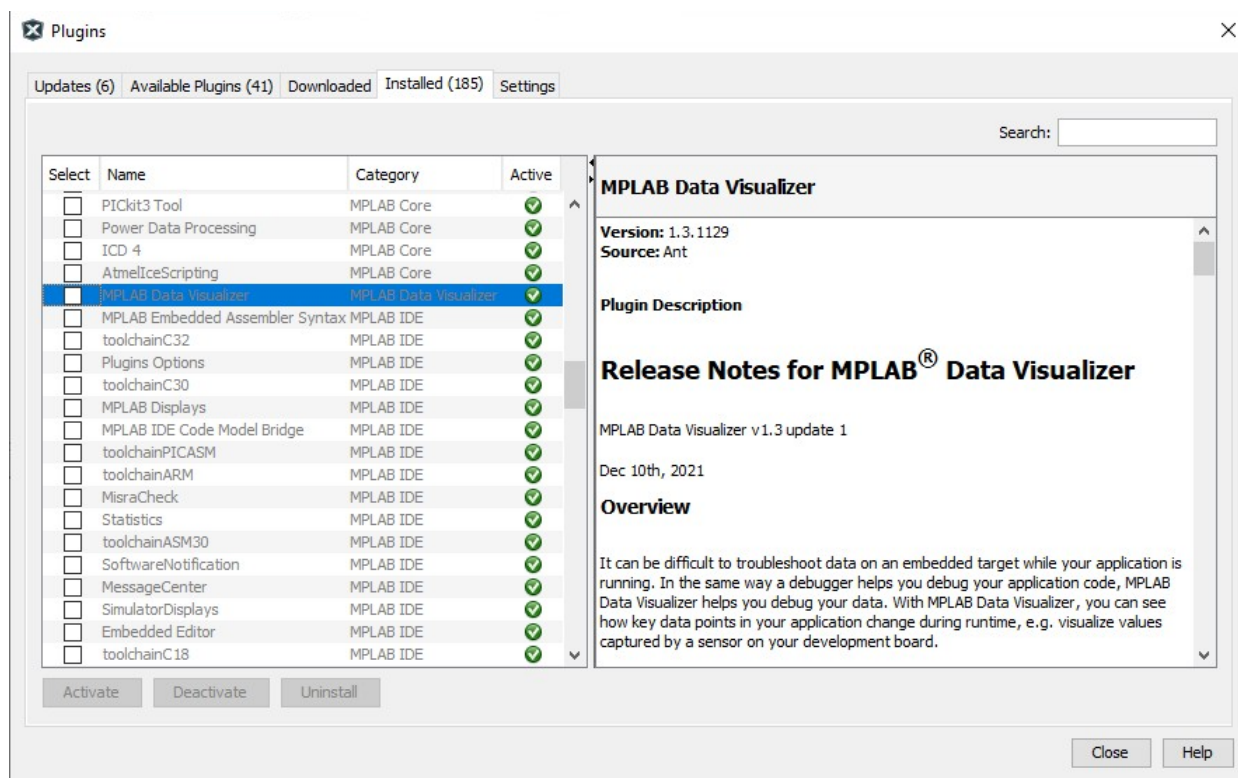 Plugins
Updates (6) Available Plugins (41) Downloaded Installed (185) Settings
Search:
Select Name Category Active
PICkit3 Tool MPLAB Core
Power Data Processing MPLAB Core
ICD 4 MPLAB Core
AtmelIceScripting MPLAB Core
MPLAB Data Visualizer MPLAB Data Visualizer
MPLAB Embedded Assembler Syntax MPLAB IDE
toolchainC32 MPLAB IDE
Plugins Options MPLAB IDE
toolchainC30 MPLAB IDE
MPLAB Displays MPLAB IDE
MPLAB IDE Code Model Bridge MPLAB IDE
toolchainPICASM MPLAB IDE
toolchainARM MPLAB IDE
MisraCheck MPLAB IDE
Statistics MPLAB IDE
toolchainASM30 MPLAB IDE
SoftwareNotification MPLAB IDE
MessageCenter MPLAB IDE
SimulatorDisplays MPLAB IDE
Embedded Editor MPLAB IDE
toolchainC18 MPLAB IDE
MPLAB Data Visualizer
Version: 1.3.1129
Source: Ant
Plugin Description
Release Notes for MPLAB® Data Visualizer
MPLAB Data Visualizer v1.3 update 1
Dec 10th, 2021
Overview
It can be difficult to troubleshoot data on an embedded target while your application is
running. In the same way a debugger helps you debug your application code, MPLAB
Data Visualizer helps you debug your data. With MPLAB Data Visualizer, you can see
how key data points in your application change during runtime, e.g. visualize values
captured by a sensor on your development board.
Activate Deactivate Uninstall
Close Help